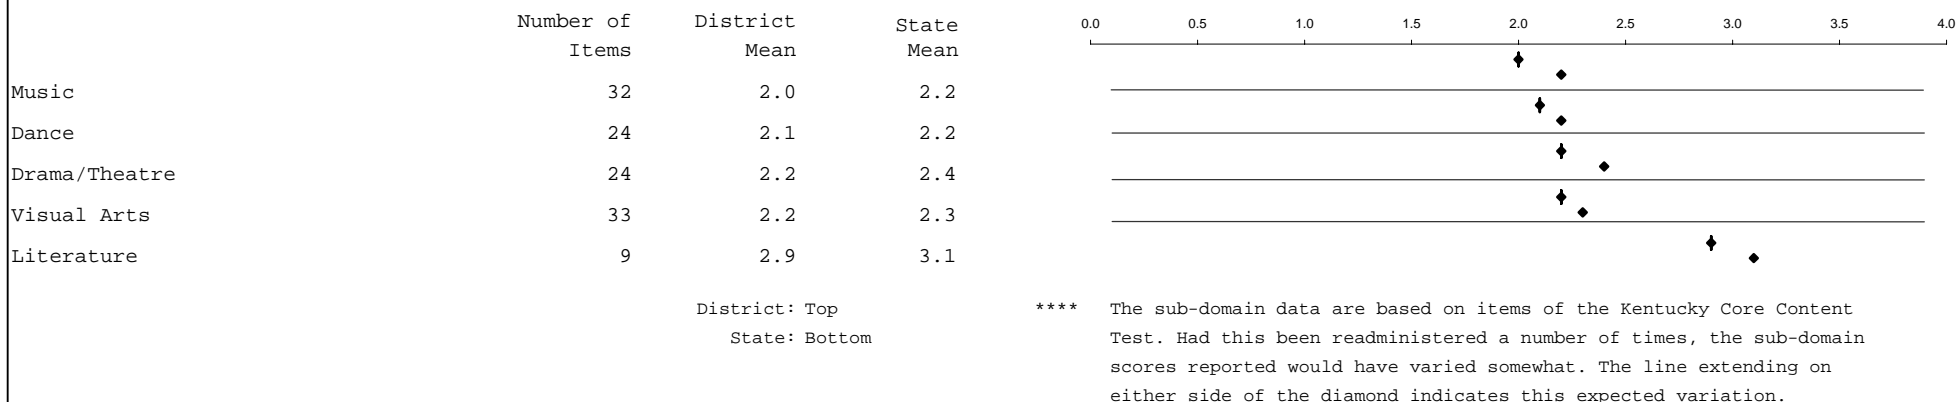 Number of District State 0.0 0.5 1.0 1.5 2.0 2.5 3.0 3.5 4.0
Items Mean Mean
Music 32 2.0 2.2
Dance 24 2.1 2.2
Drama/Theatre 24 2.2 2.4
Visual Arts 33 2.2 2.3
Literature 9 2.9 3.1
District: Top **** The sub-domain data are based on items of the Kentucky Core Content
State: Bottom Test. Had this been readministered a number of times, the sub-domain
scores reported would have varied somewhat. The line extending on
either side of the diamond indicates this expected variation.